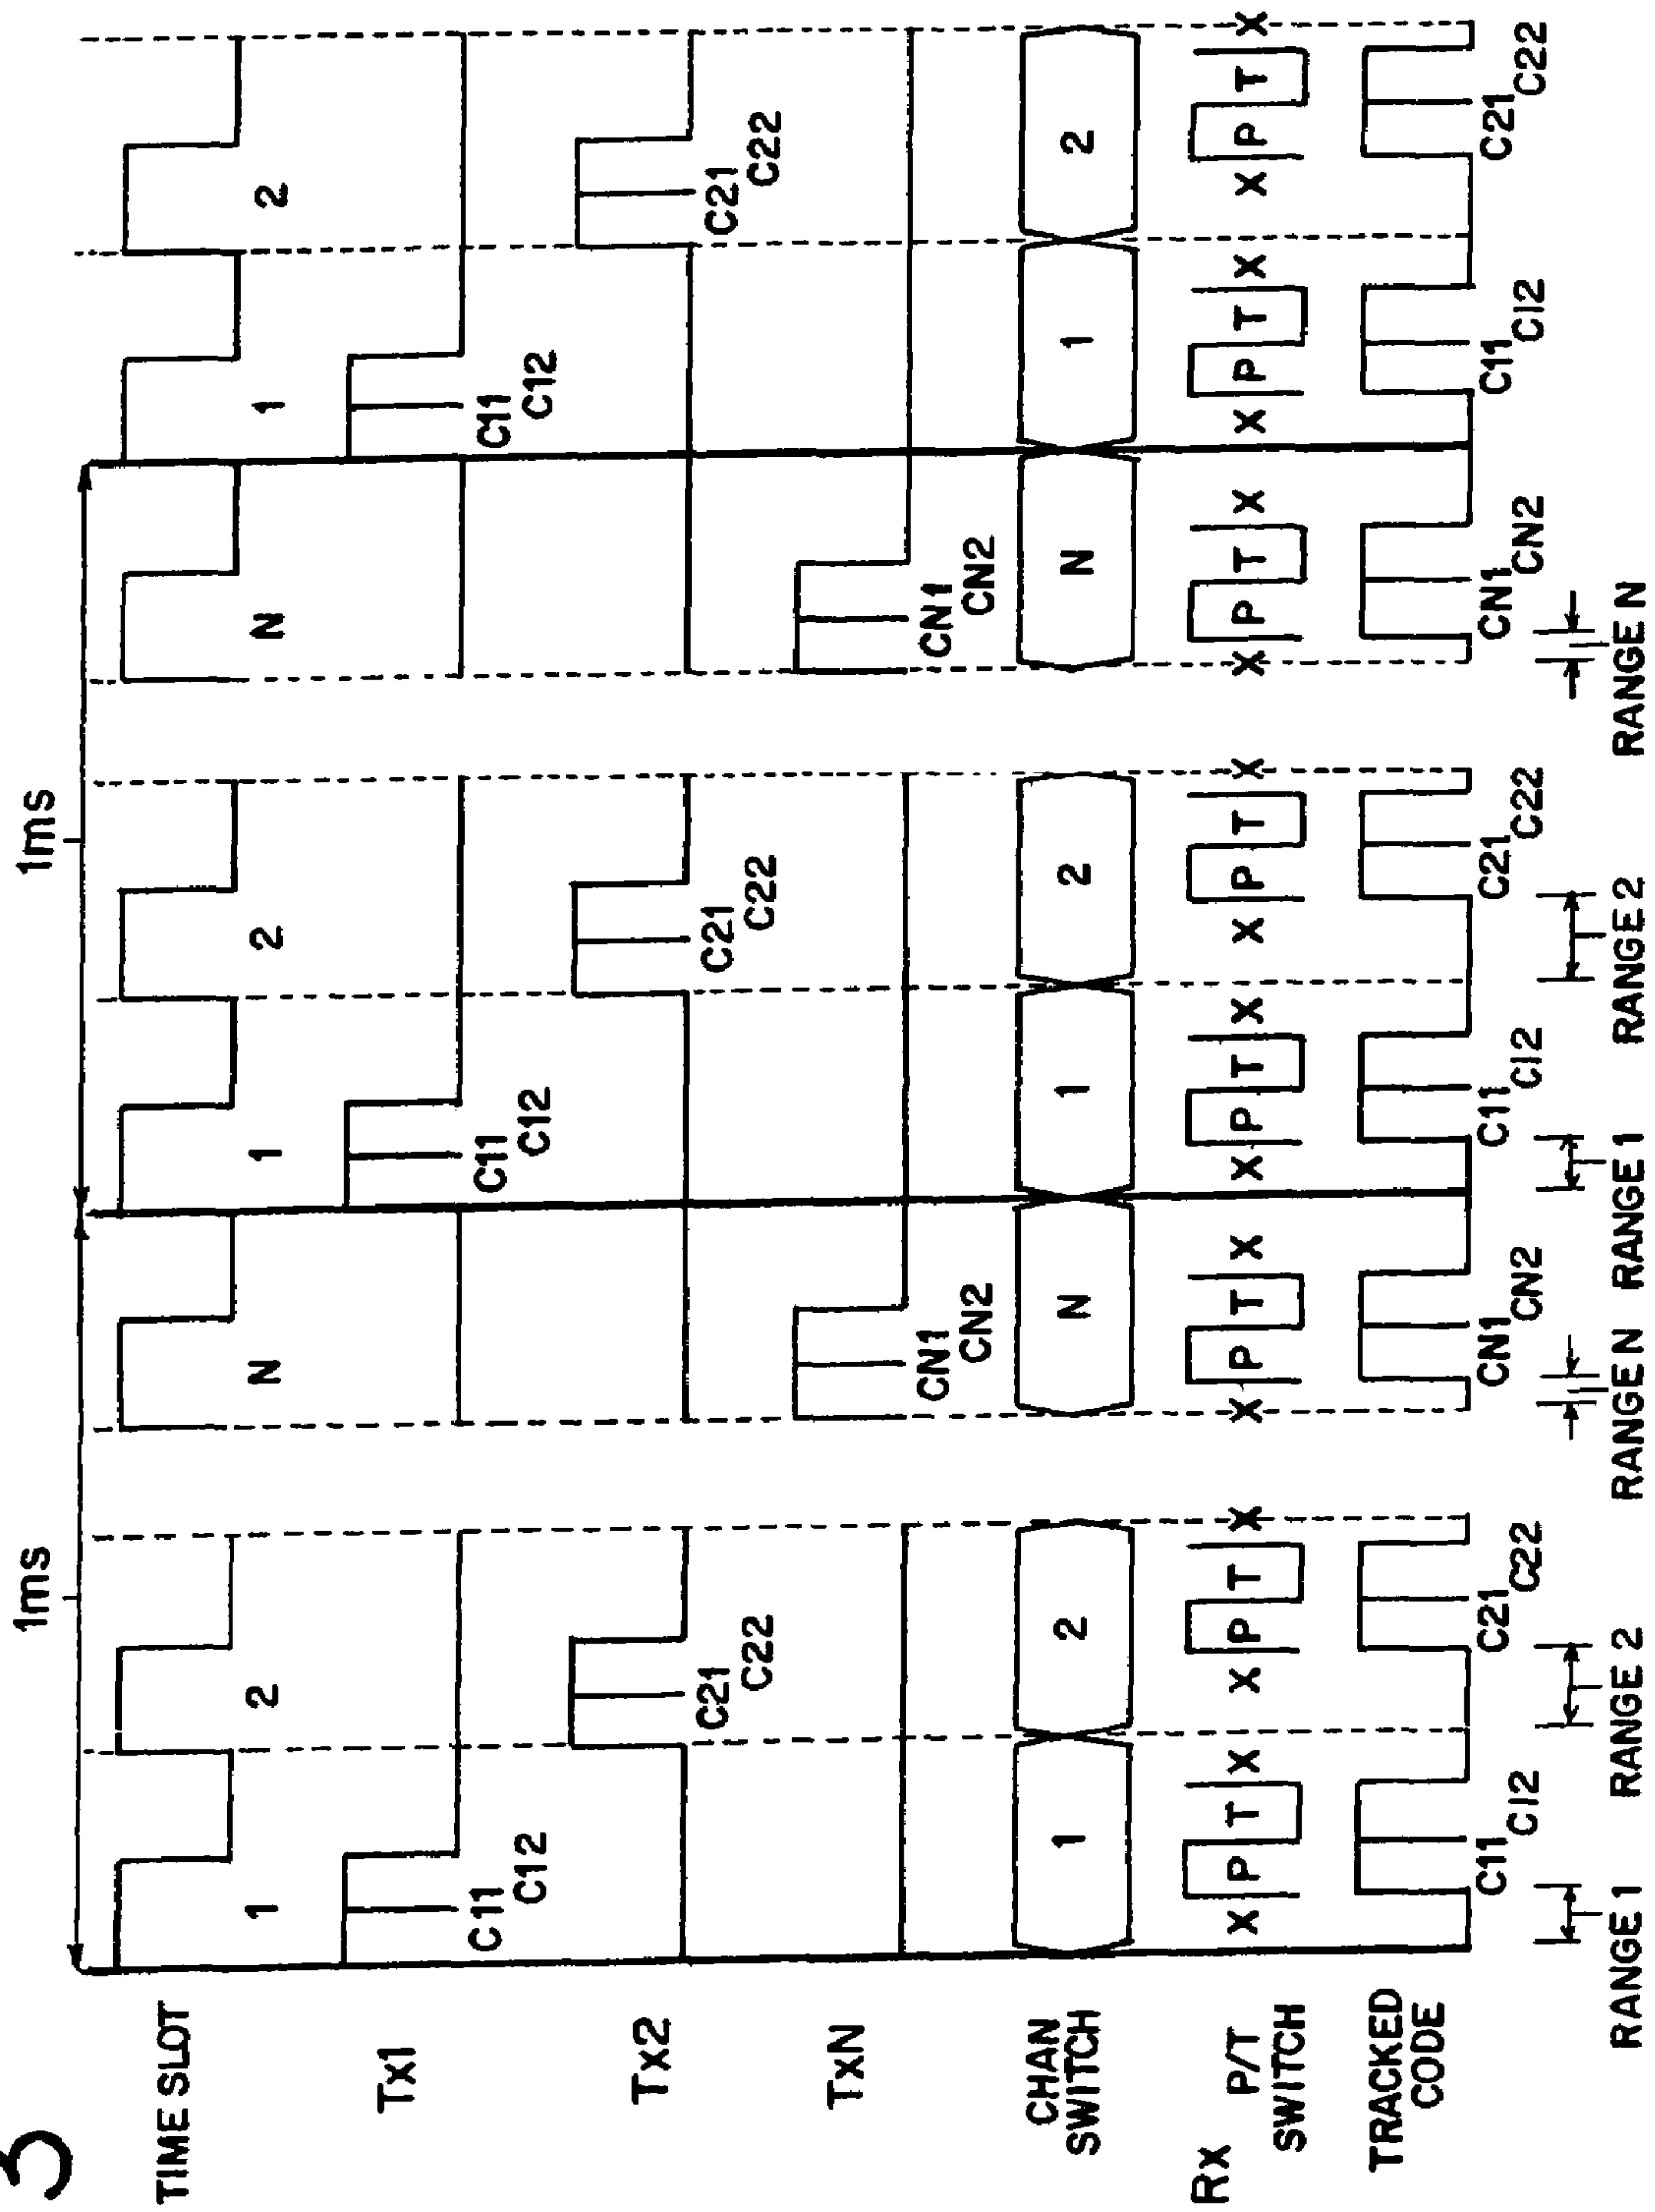 3
1ms 1ms
TIME SLOT 1 2 N 1 2 N 1 2
Tx1
C11 C11 C11
C12 C12 C12
Tx2
C21 C21 C21
C22 C22 C22
TxN
CN1 CN1
CN2 CN2
CHAN
SWITCH
1 2 N 1 2 N 1 2
Rx
P/T
SWITCH
X P T X X P T X X P T X X P T X X P T X X P T X X P T X X P T X
TRACKED
CODE
C11 C21 CN1 C11 C21 CN1 C11 C21
C12 C22 CN2 C12 C22 CN2 C12 C22
RANGE 1 RANGE 2 RANGE N RANGE 1 RANGE 2 RANGE N